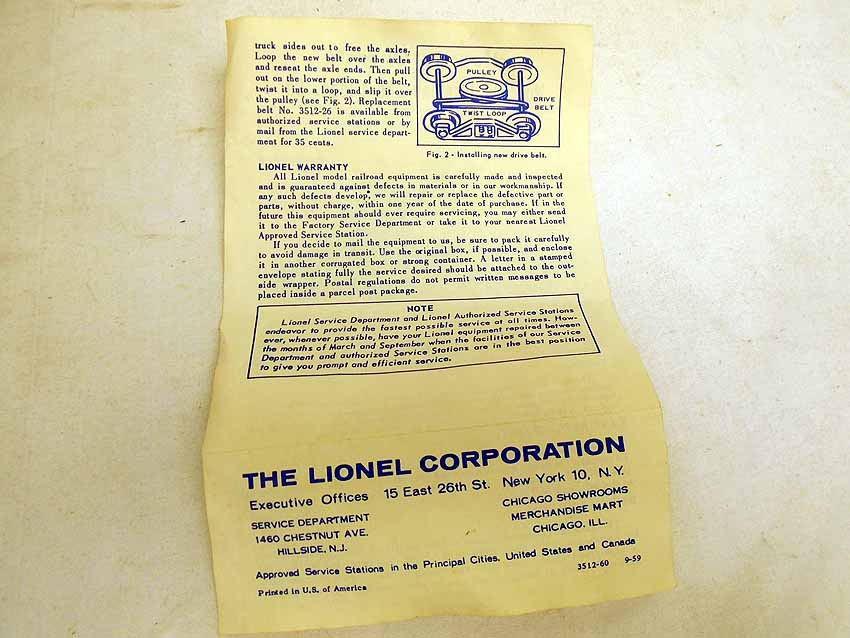 truck sides out to free the axles.
Loop the new belt over the axles
and reseat the axle ends. Then pull
out on the lower portion of the belt,
twist it into a loop, and slip it over
the pulley (see Fig. 2). Replacement
belt No. 3512-26 is available from
authorized service stations or by
mail from the Lionel service depart-
ment for 35 cents.
PULLEY
DRIVE
BELT
TWIST LOOP
Fig. 2 - Installing new drive belt.
LIONEL WARRANTY
All Lionel model railroad equipment is carefully made and inspected
and is guaranteed against defects in materials or in our workmanship. If
any such defects develop, we will repair or replace the defective part or
parts, without charge, within one year of the date of purchase. If in the
future this equipment should ever require servicing, you may either send
it to the Factory Service Department or take it to your nearest Lionel
Approved Service Station.
If you decide to mail the equipment to us, be sure to pack it carefully
to avoid damage in transit. Use the original box, if possible, and enclose
it in another corrugated box or strong container. A letter in a stamped
envelope stating fully the service desired should be attached to the out-
side wrapper. Postal regulations do not permit written messages to be
placed inside a parcel post package.
NOTE
Lionel Service Department and Lionel Authorized Service Stations
endeavor to provide the fastest possible service at all times. How-
ever, whenever possible, have your Lionel equipment repaired between
the months of March and September when the facilities of our Service
Department and authorized Service Stations are in the best position
to give you prompt and efficient service.
THE LIONEL CORPORATION
Executive Offices 15 East 26th St. New York 10, N.Y.
SERVICE DEPARTMENT
1460 CHESTNUT AVE.
HILLSIDE, N.J.
CHICAGO SHOWROOMS
MERCHANDISE MART
CHICAGO, ILL.
Approved Service Stations in the Principal Cities, United States and Canada
Printed in U.S. of America
3512-60 9-59